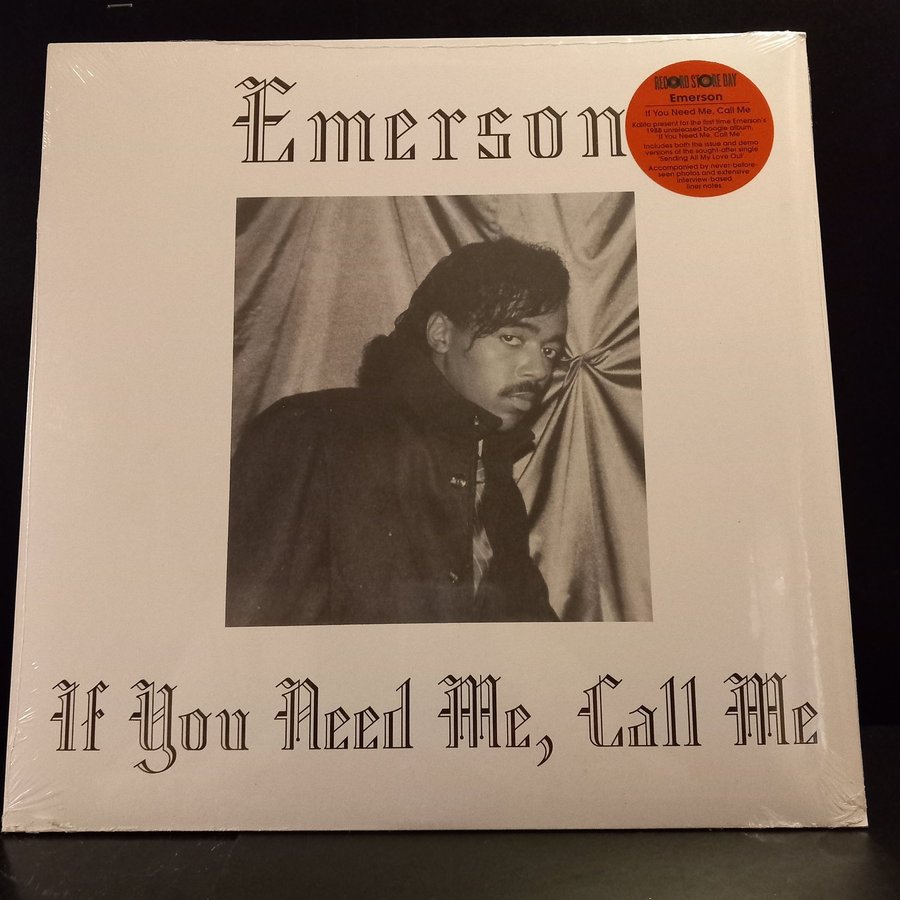 Emerson
RECORD STORE DAY
Emerson
If You Need Me, Call Me
Kalita present for the first time Emerson's
1988 unreleased boogie album,
'If You Need Me, Call Me'
Includes both the issue and demo
versions of the sought-after single
'Sending All My Love Out'
Accompanied by never-before-
seen photos and extensive
interview-based
liner notes
If You Need Me, Call Me